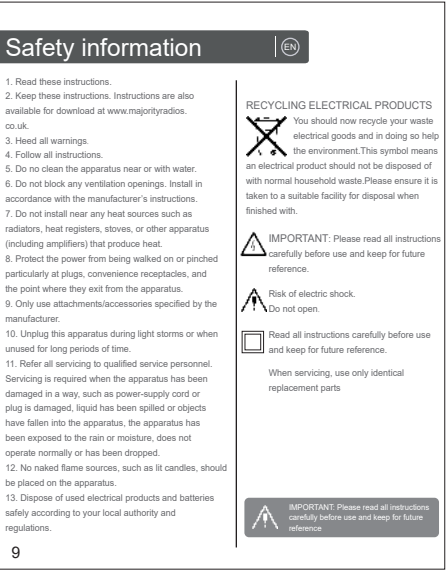 Safety information
EN
1. Read these instructions.
2. Keep these instructions. Instructions are also
available for download at www.majorityradios.
co.uk.
3. Heed all warnings.
4. Follow all instructions.
5. Do no clean the apparatus near or with water.
6. Do not block any ventilation openings. Install in
accordance with the manufacturer's instructions.
7. Do not install near any heat sources such as
radiators, heat registers, stoves, or other apparatus
(including amplifiers) that produce heat.
8. Protect the power from being walked on or pinched
particularly at plugs, convenience receptacles, and
the point where they exit from the apparatus.
9. Only use attachments/accessories specified by the
manufacturer.
10. Unplug this apparatus during light storms or when
unused for long periods of time.
11. Refer all servicing to qualified service personnel.
Servicing is required when the apparatus has been
damaged in a way, such as power-supply cord or
plug is damaged, liquid has been spilled or objects
have fallen into the apparatus, the apparatus has
been exposed to the rain or moisture, does not
operate normally or has been dropped.
12. No naked flame sources, such as lit candles, should
be placed on the apparatus.
13. Dispose of used electrical products and batteries
safely according to your local authority and
regulations.
RECYCLING ELECTRICAL PRODUCTS
You should now recycle your waste
electrical goods and in doing so help
the environment.This symbol means
an electrical product should not be disposed of
with normal household waste.Please ensure it is
taken to a suitable facility for disposal when
finished with.
IMPORTANT: Please read all instructions
carefully before use and keep for future
reference.
Risk of electric shock.
Do not open.
Read all instructions carefully before use
and keep for future reference.
When servicing, use only identical
replacement parts
IMPORTANT: Please read all instructions
carefully before use and keep for future
reference
9